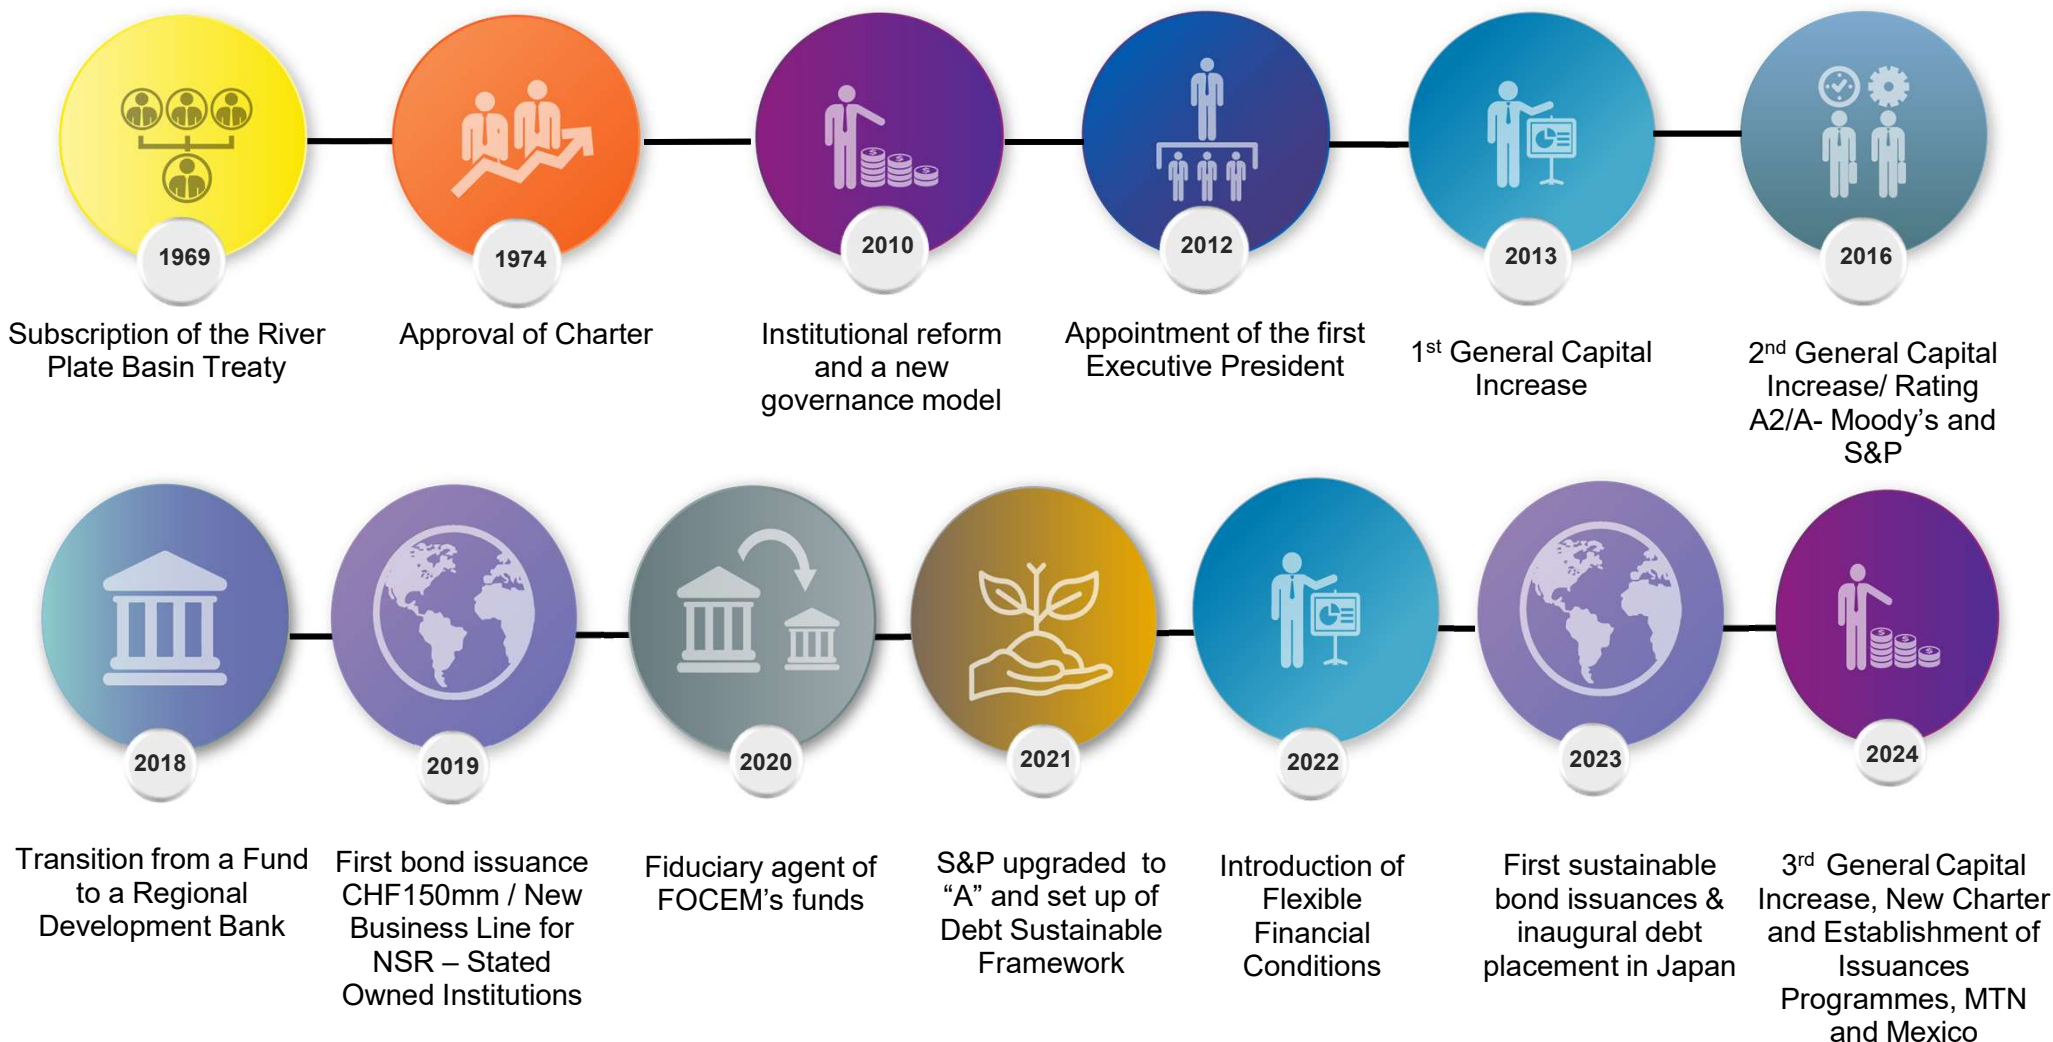 1969
Subscription of the River
Plate Basin Treaty
1974
Approval of Charter
2010
Institutional reform
and a new
governance model
2012
Appointment of the first
Executive President
2013
1st General Capital
Increase
2016
2nd General Capital
Increase/ Rating
A2/A- Moody’s and
S&P
2018
Transition from a Fund
to a Regional
Development Bank
2019
First bond issuance
CHF150mm / New
Business Line for
NSR – Stated
Owned Institutions
2020
Fiduciary agent of
FOCEM’s funds
2021
S&P upgraded to
“A” and set up of
Debt Sustainable
Framework
2022
Introduction of
Flexible
Financial
Conditions
2023
First sustainable
bond issuances &
inaugural debt
placement in Japan
2024
3rd General Capital
Increase, New Charter
and Establishment of
Issuances
Programmes, MTN
and Mexico